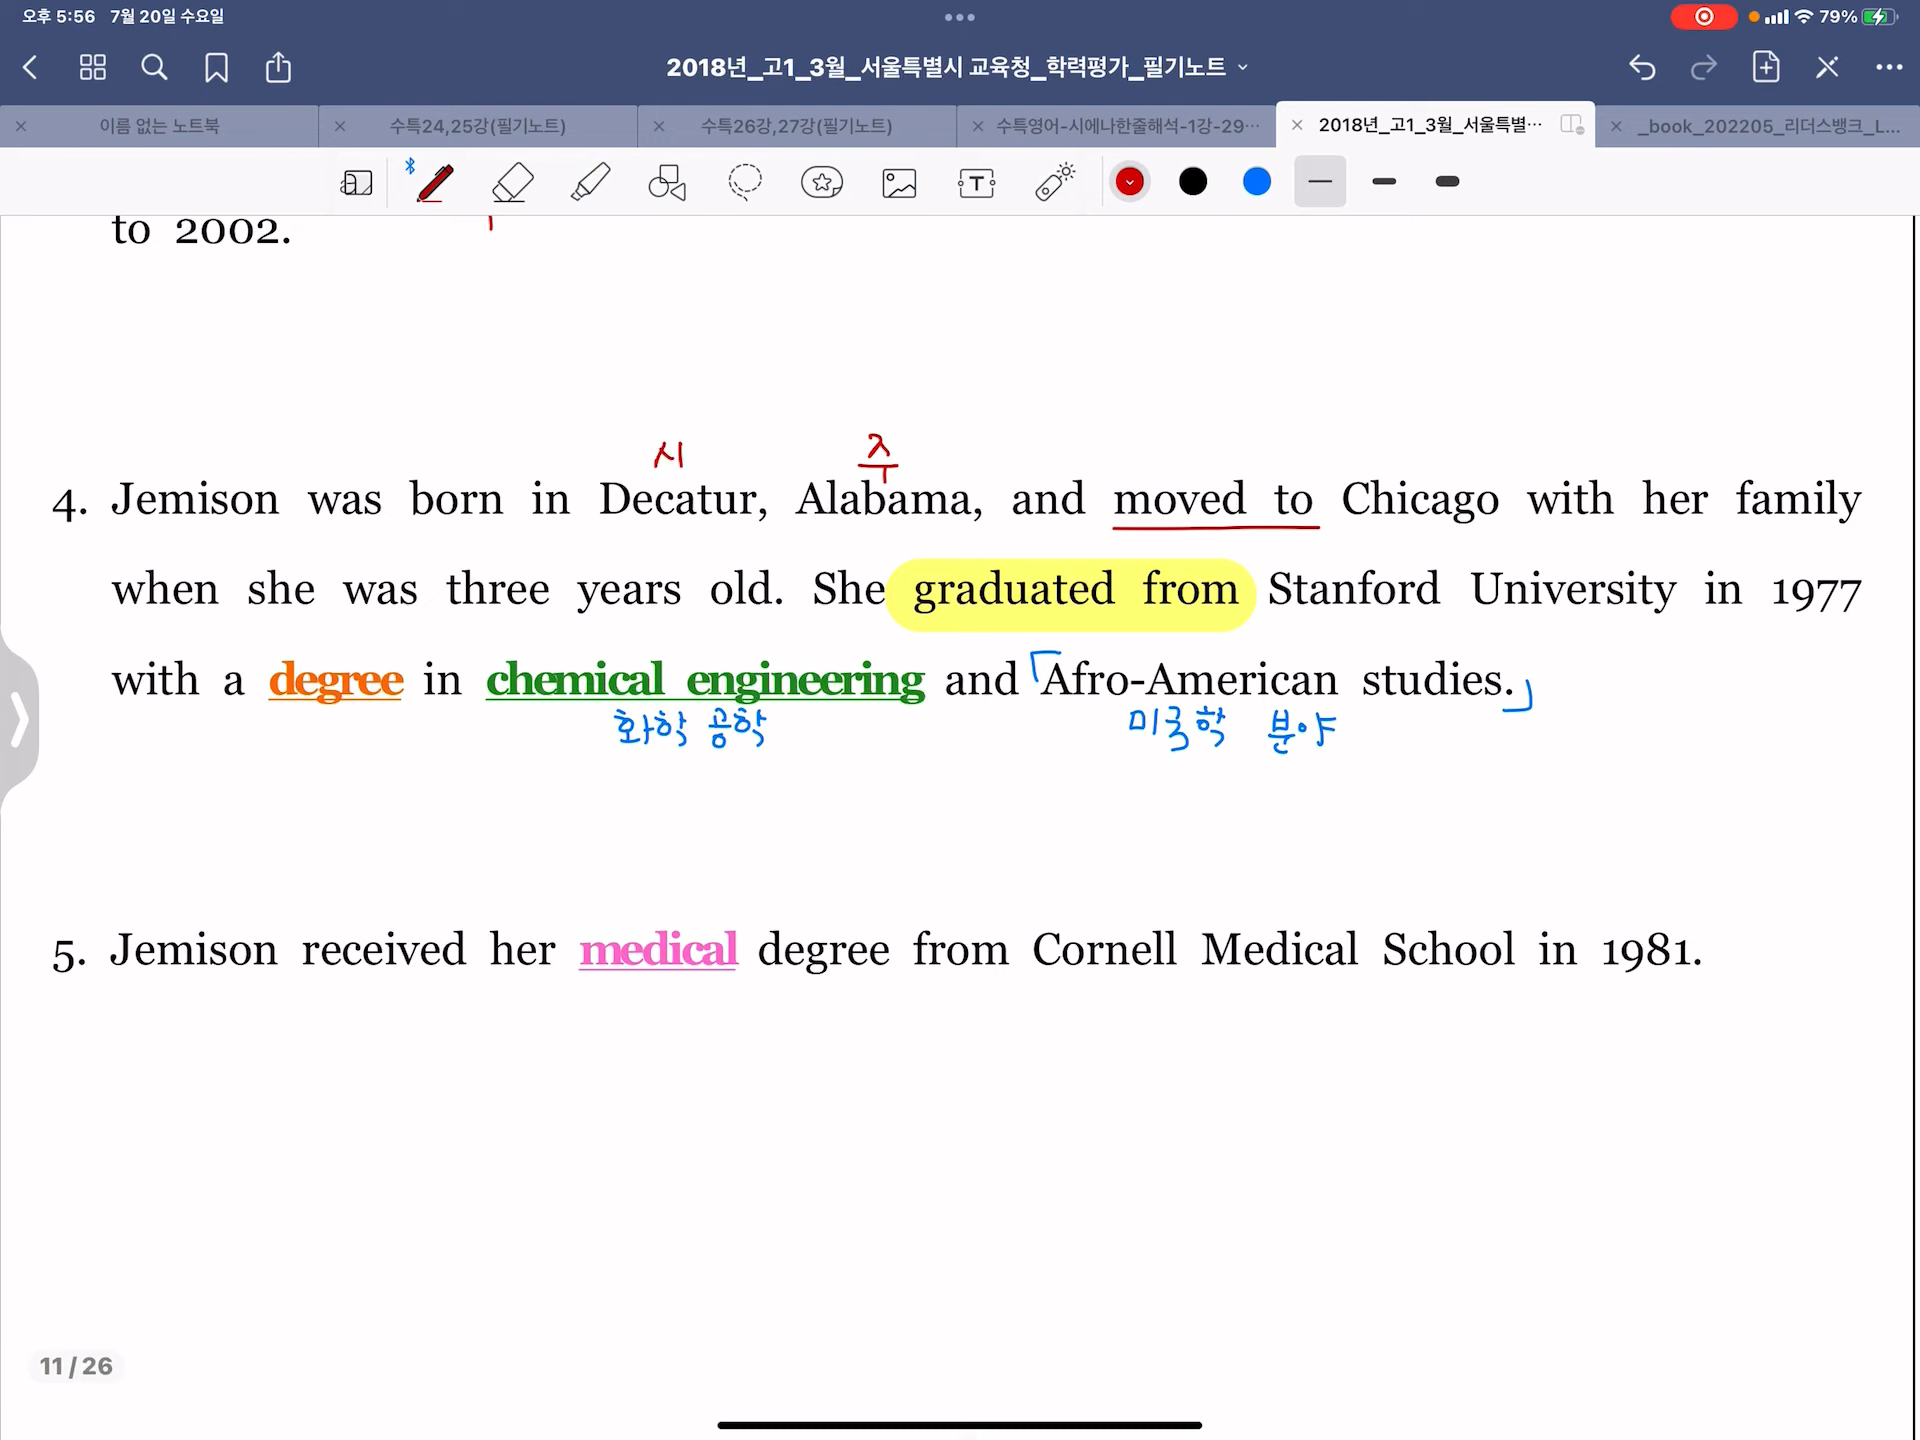 오후 5:56 7월 20일 수요일
79%
2018년_고1_3월_서울특별시 교육청_학력평가_필기노트
이름 없는 노트북
수특24,25강(필기노트)
수특26강,27강(필기노트)
수특영어-시에나한줄해석-1강-29…
2018년_고1_3월_서울특별…
_book_202205_리더스뱅크_L...
to 2002.
시 주
4. Jemison was born in Decatur, Alabama, and moved to Chicago with her family
when she was three years old. She graduated from Stanford University in 1977
with a degree in chemical engineering and 「Afro-American studies.」
화학 공학 미국학 분야
5. Jemison received her medical degree from Cornell Medical School in 1981.
11 / 26